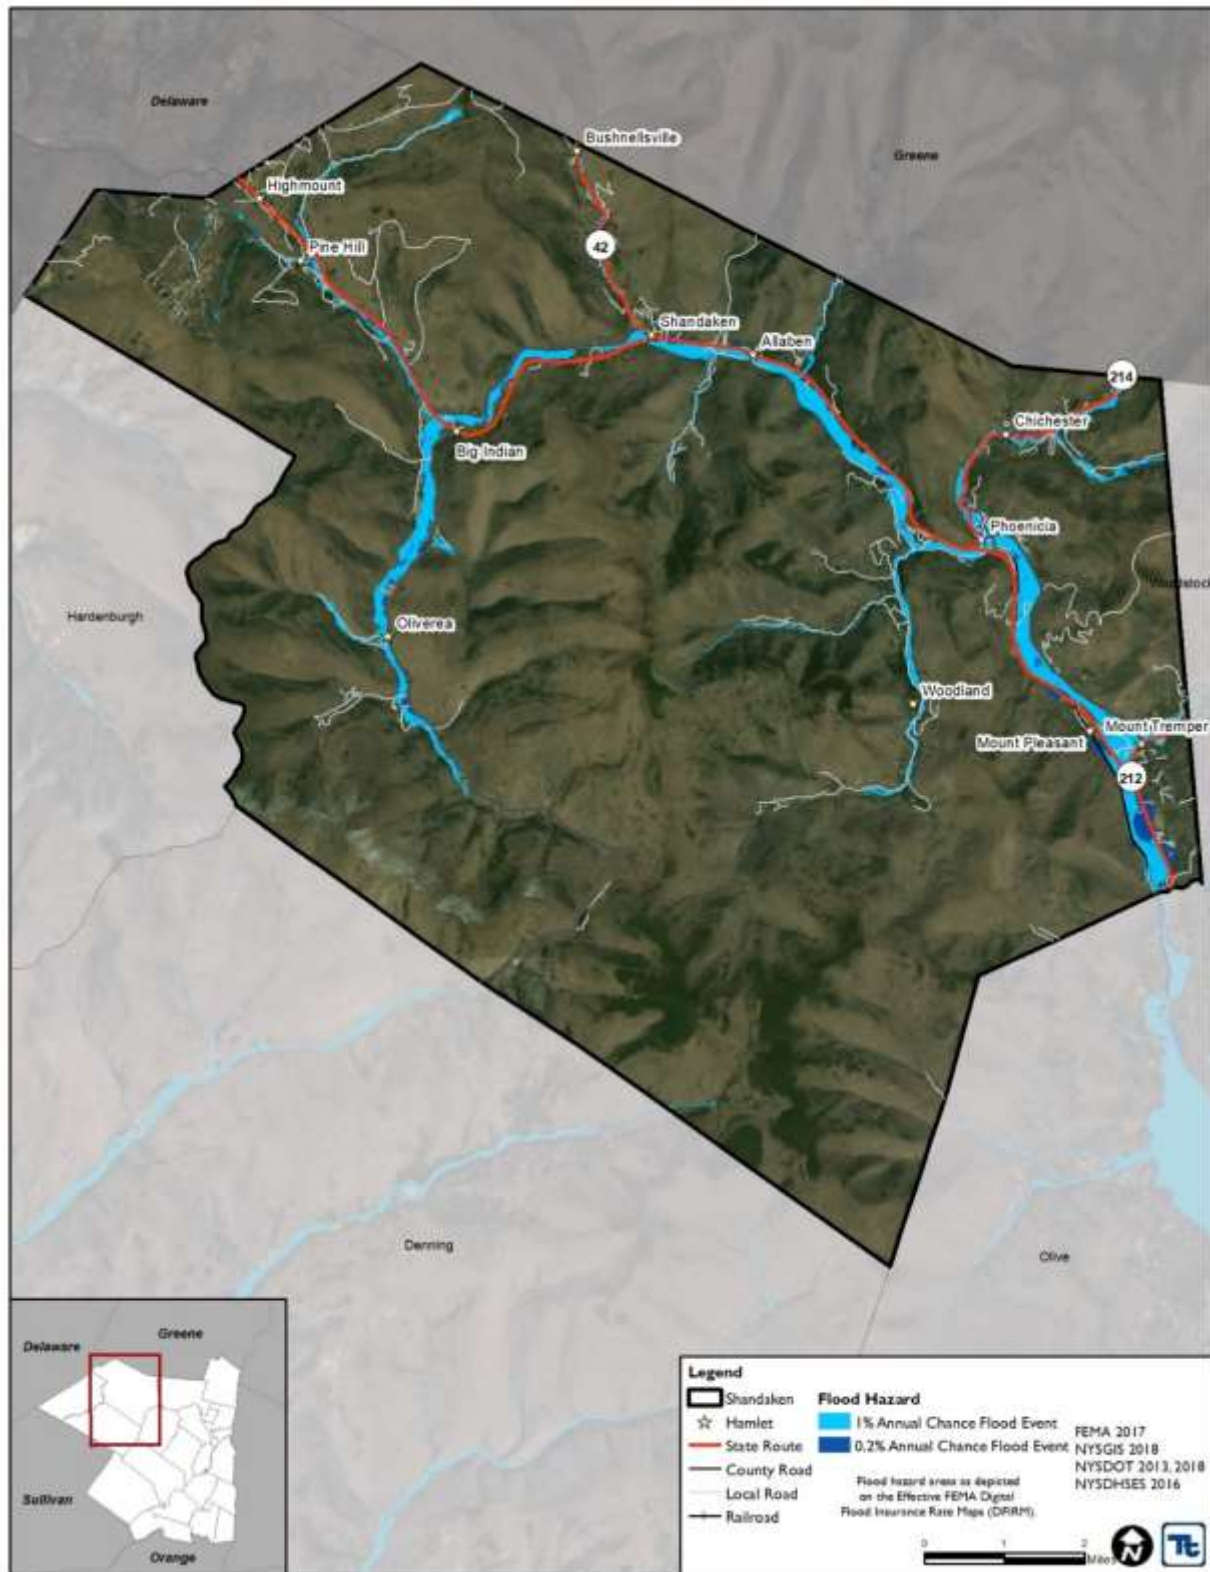 Delaware
Greene
Bushnellsville
Highmount
Pine Hill
42
Shandaken
Allaben
214
Chichester
Big Indian
Phoenicia
Hardenburgh
Oliverea
Woodland
Mount Tremper
Mount Pleasant
212
Denning
Olive
Delaware
Greene
Sullivan
Orange
Legend
Shandaken
Hamlet
State Route
County Road
Local Road
Railroad
Flood Hazard
1% Annual Chance Flood Event
0.2% Annual Chance Flood Event
Flood hazard areas as depicted
on the Effective FEMA Digital
Flood Insurance Rate Maps (DFIRM).
FEMA 2017
NYSGIS 2018
NYSDOT 2013, 2018
NYSDHSES 2016
0 1 2
Miles
N
Tt